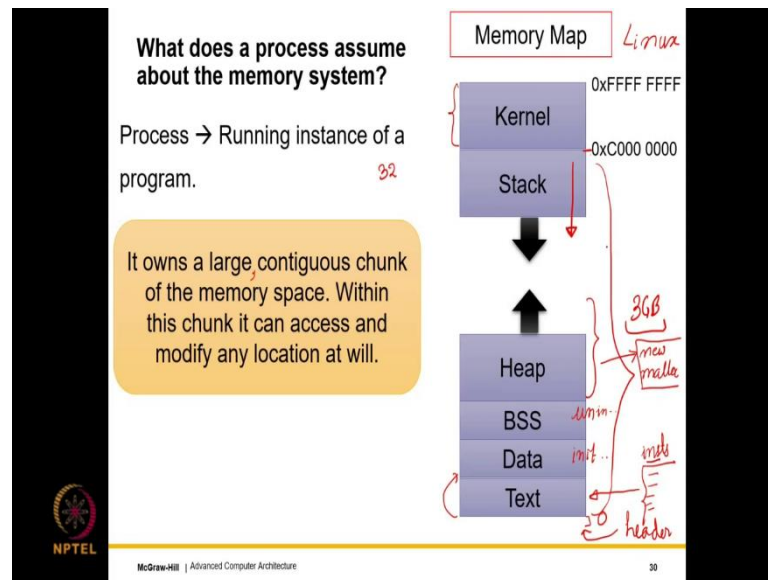 What does a process assume
about the memory system?
Process → Running instance of a
program.
32
It owns a large, contiguous chunk
of the memory space. Within
this chunk it can access and
modify any location at will.
Memory Map
Linux
0xFFFF FFFF
Kernel
0xC000 0000
Stack
3GB
new
malloc
Heap
BSS
unin..
Data
init..
insts
Text
0
header
NPTEL
McGraw-Hill | Advanced Computer Architecture
30